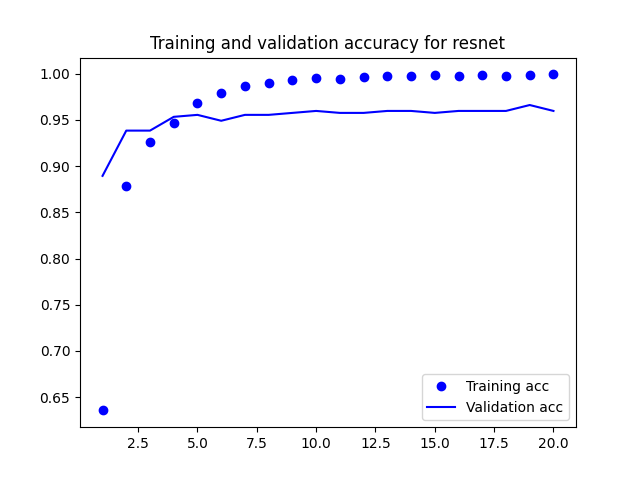 Training and validation accuracy for resnet
1.00
0.95
0.90
0.85
0.80
0.75
0.70
0.65
Training acc
Validation acc
2.5 5.0 7.5 10.0 12.5 15.0 17.5 20.0